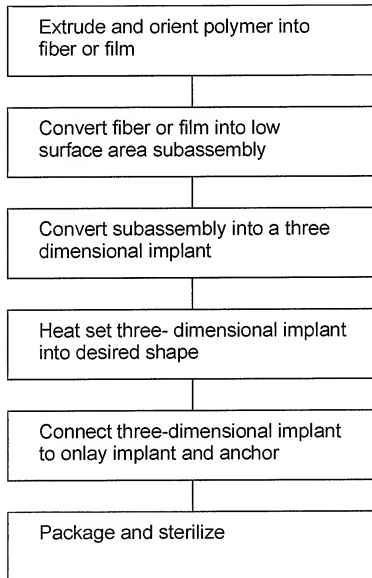 Extrude and orient polymer into
fiber or film
Convert fiber or film into low
surface area subassembly
Convert subassembly into a three
dimensional implant
Heat set three- dimensional implant
into desired shape
Connect three-dimensional implant
to onlay implant and anchor
Package and sterilize